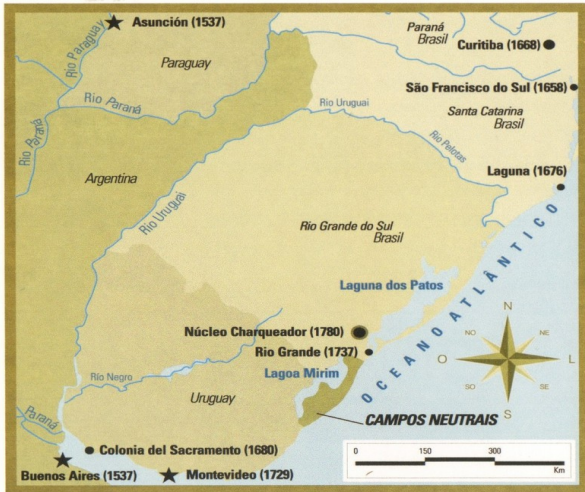 Asunción (1537)
Paraná
Brasil
Curitiba (1668)
Rio Paraguay
Paraguay
São Francisco do Sul (1658)
Rio Paraná
Rio Uruguai
Santa Catarina
Brasil
Rio Paraná
Rio Pelotas
Argentina
Laguna (1676)
Rio Uruguai
Rio Grande do Sul
Brasil
OCEANO ATLÂNTICO
Laguna dos Patos
N
NO
NE
Núcleo Charqueador (1780)
Rio Grande (1737)
O
L
Lagoa Mirim
Río Negro
SO
SE
Uruguay
S
CAMPOS NEUTRAIS
Paraná
Colonia del Sacramento (1680)
0 150 300
Buenos Aires (1537)
Montevideo (1729)
Km